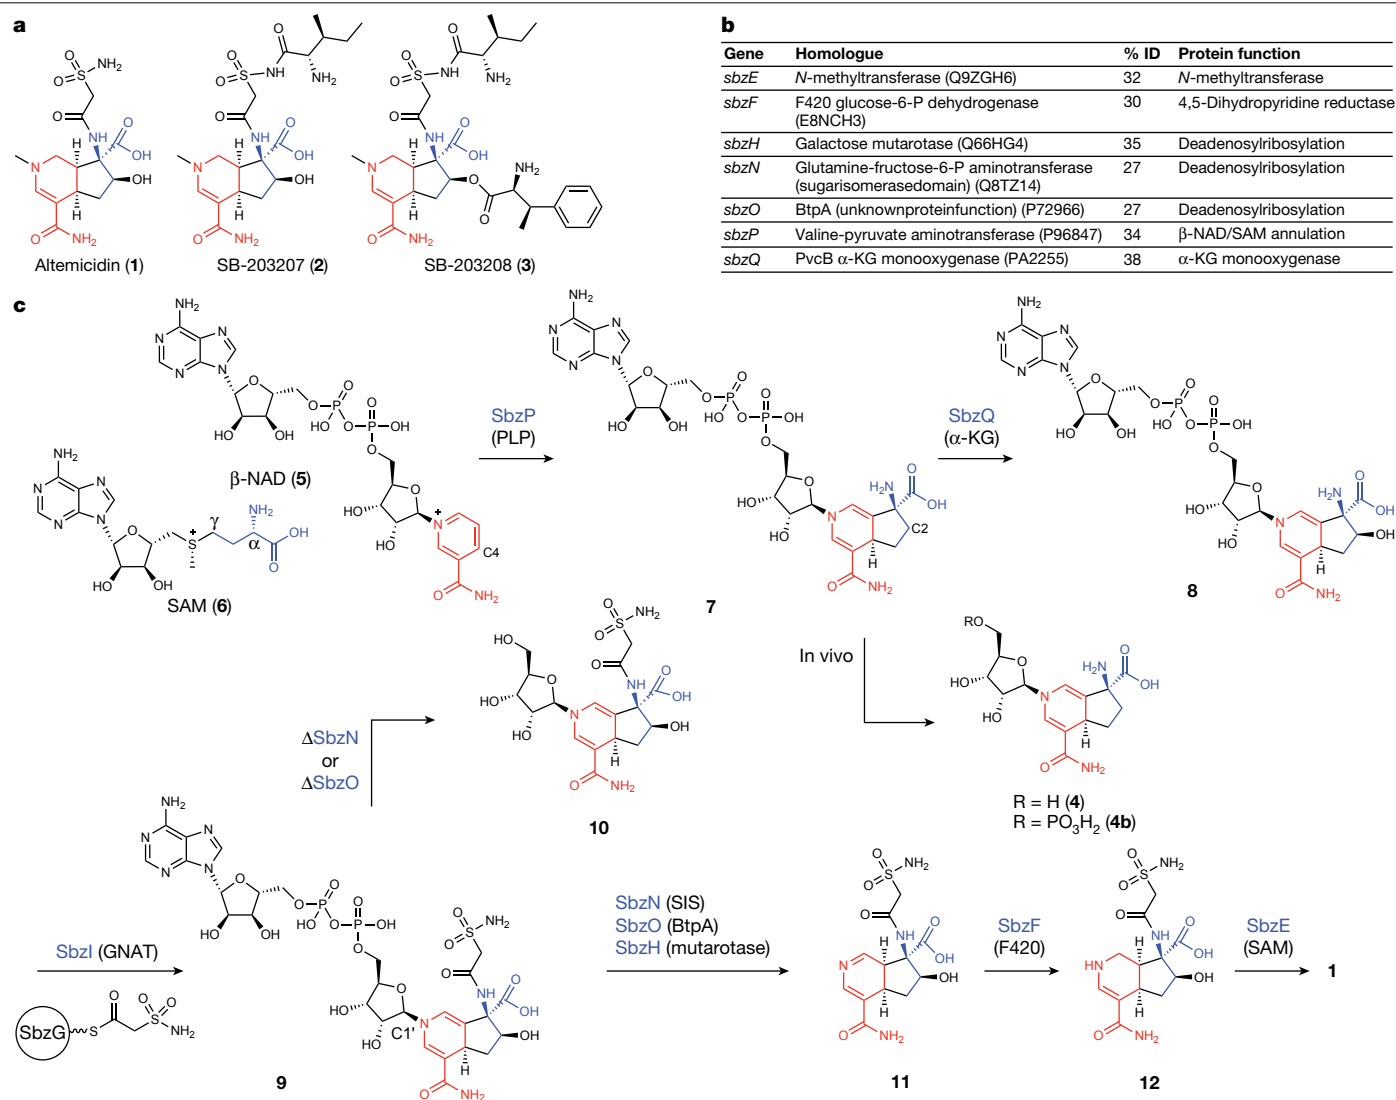 a
Altemicidin (1)
SB-203207 (2)
SB-203208 (3)
b
Gene Homologue % ID Protein function
sbzE N-methyltransferase (Q9ZGH6) 32 N-methyltransferase
sbzF F420 glucose-6-P dehydrogenase (E8NCH3) 30 4,5-Dihydropyridine reductase
sbzH Galactose mutarotase (Q66HG4) 35 Deadenosylribosylation
sbzN Glutamine-fructose-6-P aminotransferase (sugarisomerasedomain) (Q8TZ14) 27 Deadenosylribosylation
sbzO BtpA (unknownproteinfunction) (P72966) 27 Deadenosylribosylation
sbzP Valine-pyruvate aminotransferase (P96847) 34 β-NAD/SAM annulation
sbzQ PvcB α-KG monooxygenase (PA2255) 38 α-KG monooxygenase
c
β-NAD (5)
C4
SAM (6)
γ
α
SbzP
(PLP)
C2
7
SbzQ
(α-KG)
8
In vivo
RO
R = H (4)
R = PO3H2 (4b)
ΔSbzN
or
ΔSbzO
10
SbzI (GNAT)
SbzG
C1'
9
SbzN (SIS)
SbzO (BtpA)
SbzH (mutarotase)
11
SbzF
(F420)
12
SbzE
(SAM)
1